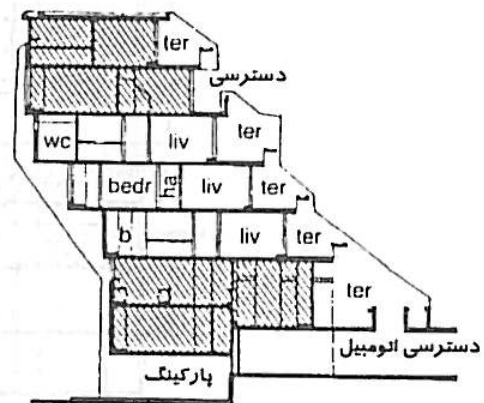 ter
دسترسی
wc liv ter
bedr ha liv ter
b liv ter
ter
دسترسی اتومبیل
پارکینگ